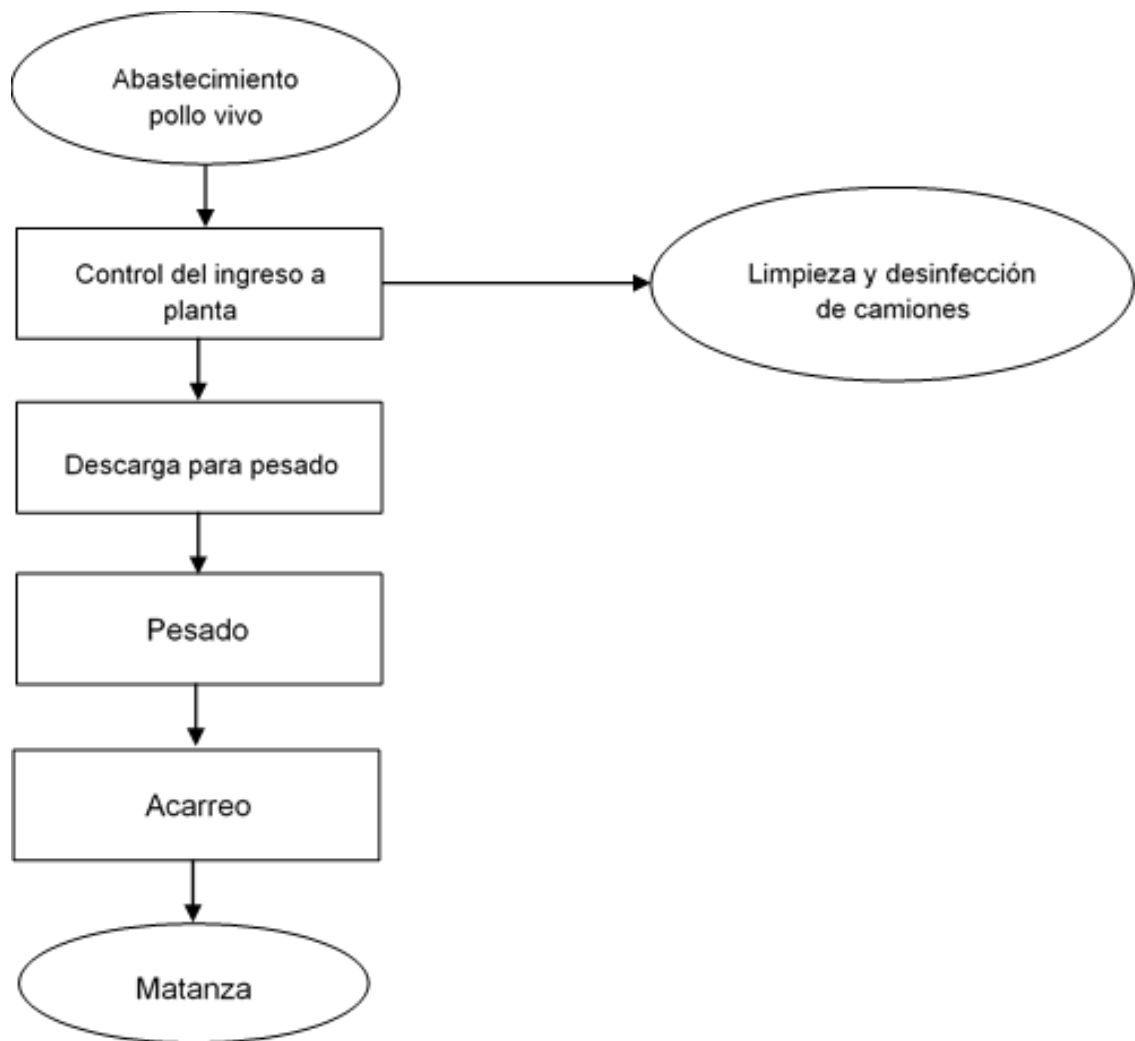 Abastecimiento
pollo vivo
Control del ingreso a
planta
Limpieza y desinfección
de camiones
Descarga para pesado
Pesado
Acarreo
Matanza